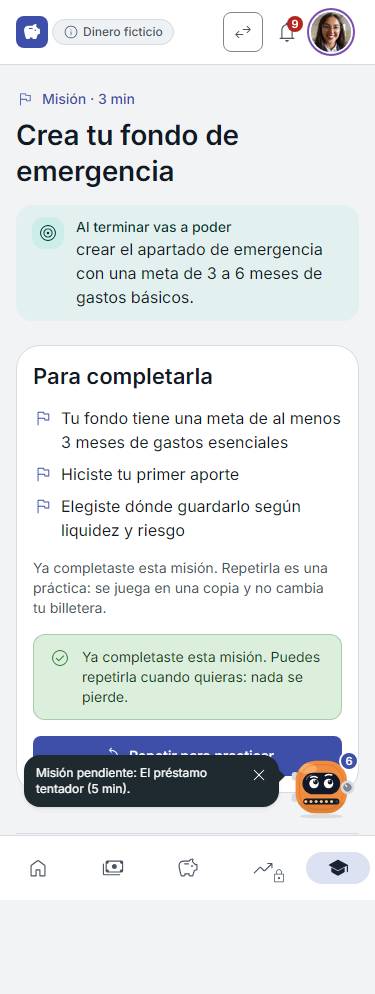 Dinero ficticio
9
Misión · 3 min
Crea tu fondo de
emergencia
Al terminar vas a poder
crear el apartado de emergencia
con una meta de 3 a 6 meses de
gastos básicos.
Para completarla
Tu fondo tiene una meta de al menos
3 meses de gastos esenciales
Hiciste tu primer aporte
Elegiste dónde guardarlo según
liquidez y riesgo
Ya completaste esta misión. Repetirla es una
práctica: se juega en una copia y no cambia
tu billetera.
Ya completaste esta misión. Puedes
repetirla cuando quieras: nada se
pierde.
Repetir para practicar
6
Misión pendiente: El préstamo
tentador (5 min).